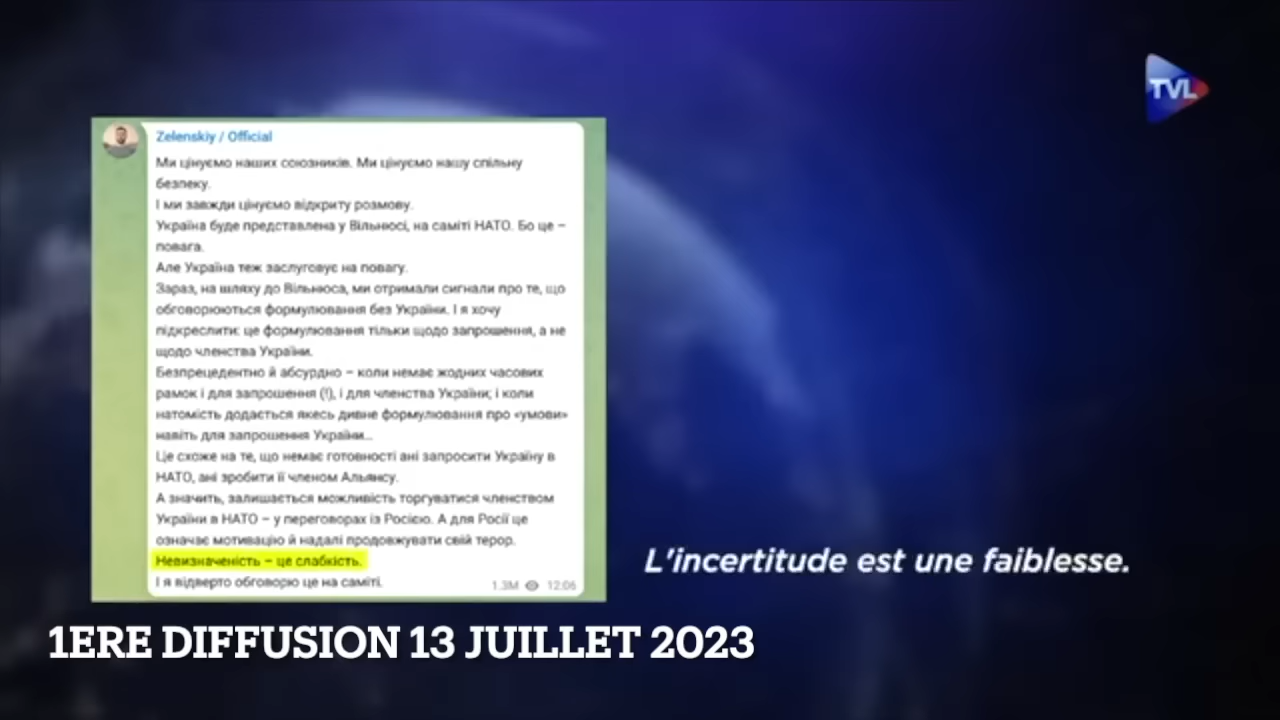 TVL
Zelenskiy / Official
Ми цінуємо наших союзників. Ми цінуємо нашу спільну
безпеку.
І ми завжди цінуємо відкриту розмову.
Україна буде представлена у Вільнюсі, на саміті НАТО. Бо це –
повага.
Але Україна теж заслуговує на повагу.
Зараз, на шляху до Вільнюса, ми отримали сигнали про те, що
обговорюються формулювання без України. І я хочу
підкреслити: це формулювання тільки щодо запрошення, а не
щодо членства України.
Безпрецедентно й абсурдно – коли немає жодних часових
рамок і для запрошення (!), і для членства України; і коли
натомість додається якесь дивне формулювання про «умови»
навіть для запрошення України...
Це схоже на те, що немає готовності ані запросити Україну в
НАТО, ані зробити її членом Альянсу.
А значить, залишається можливість торгуватися членством
України в НАТО – у переговорах із Росією. А для Росії це
означає мотивацію й надалі продовжувати свій терор.
Невизначеність – це слабкість.
І я відверто обговорю це на саміті.
1.3M 12:06
L'incertitude est une faiblesse.
1ERE DIFFUSION 13 JUILLET 2023